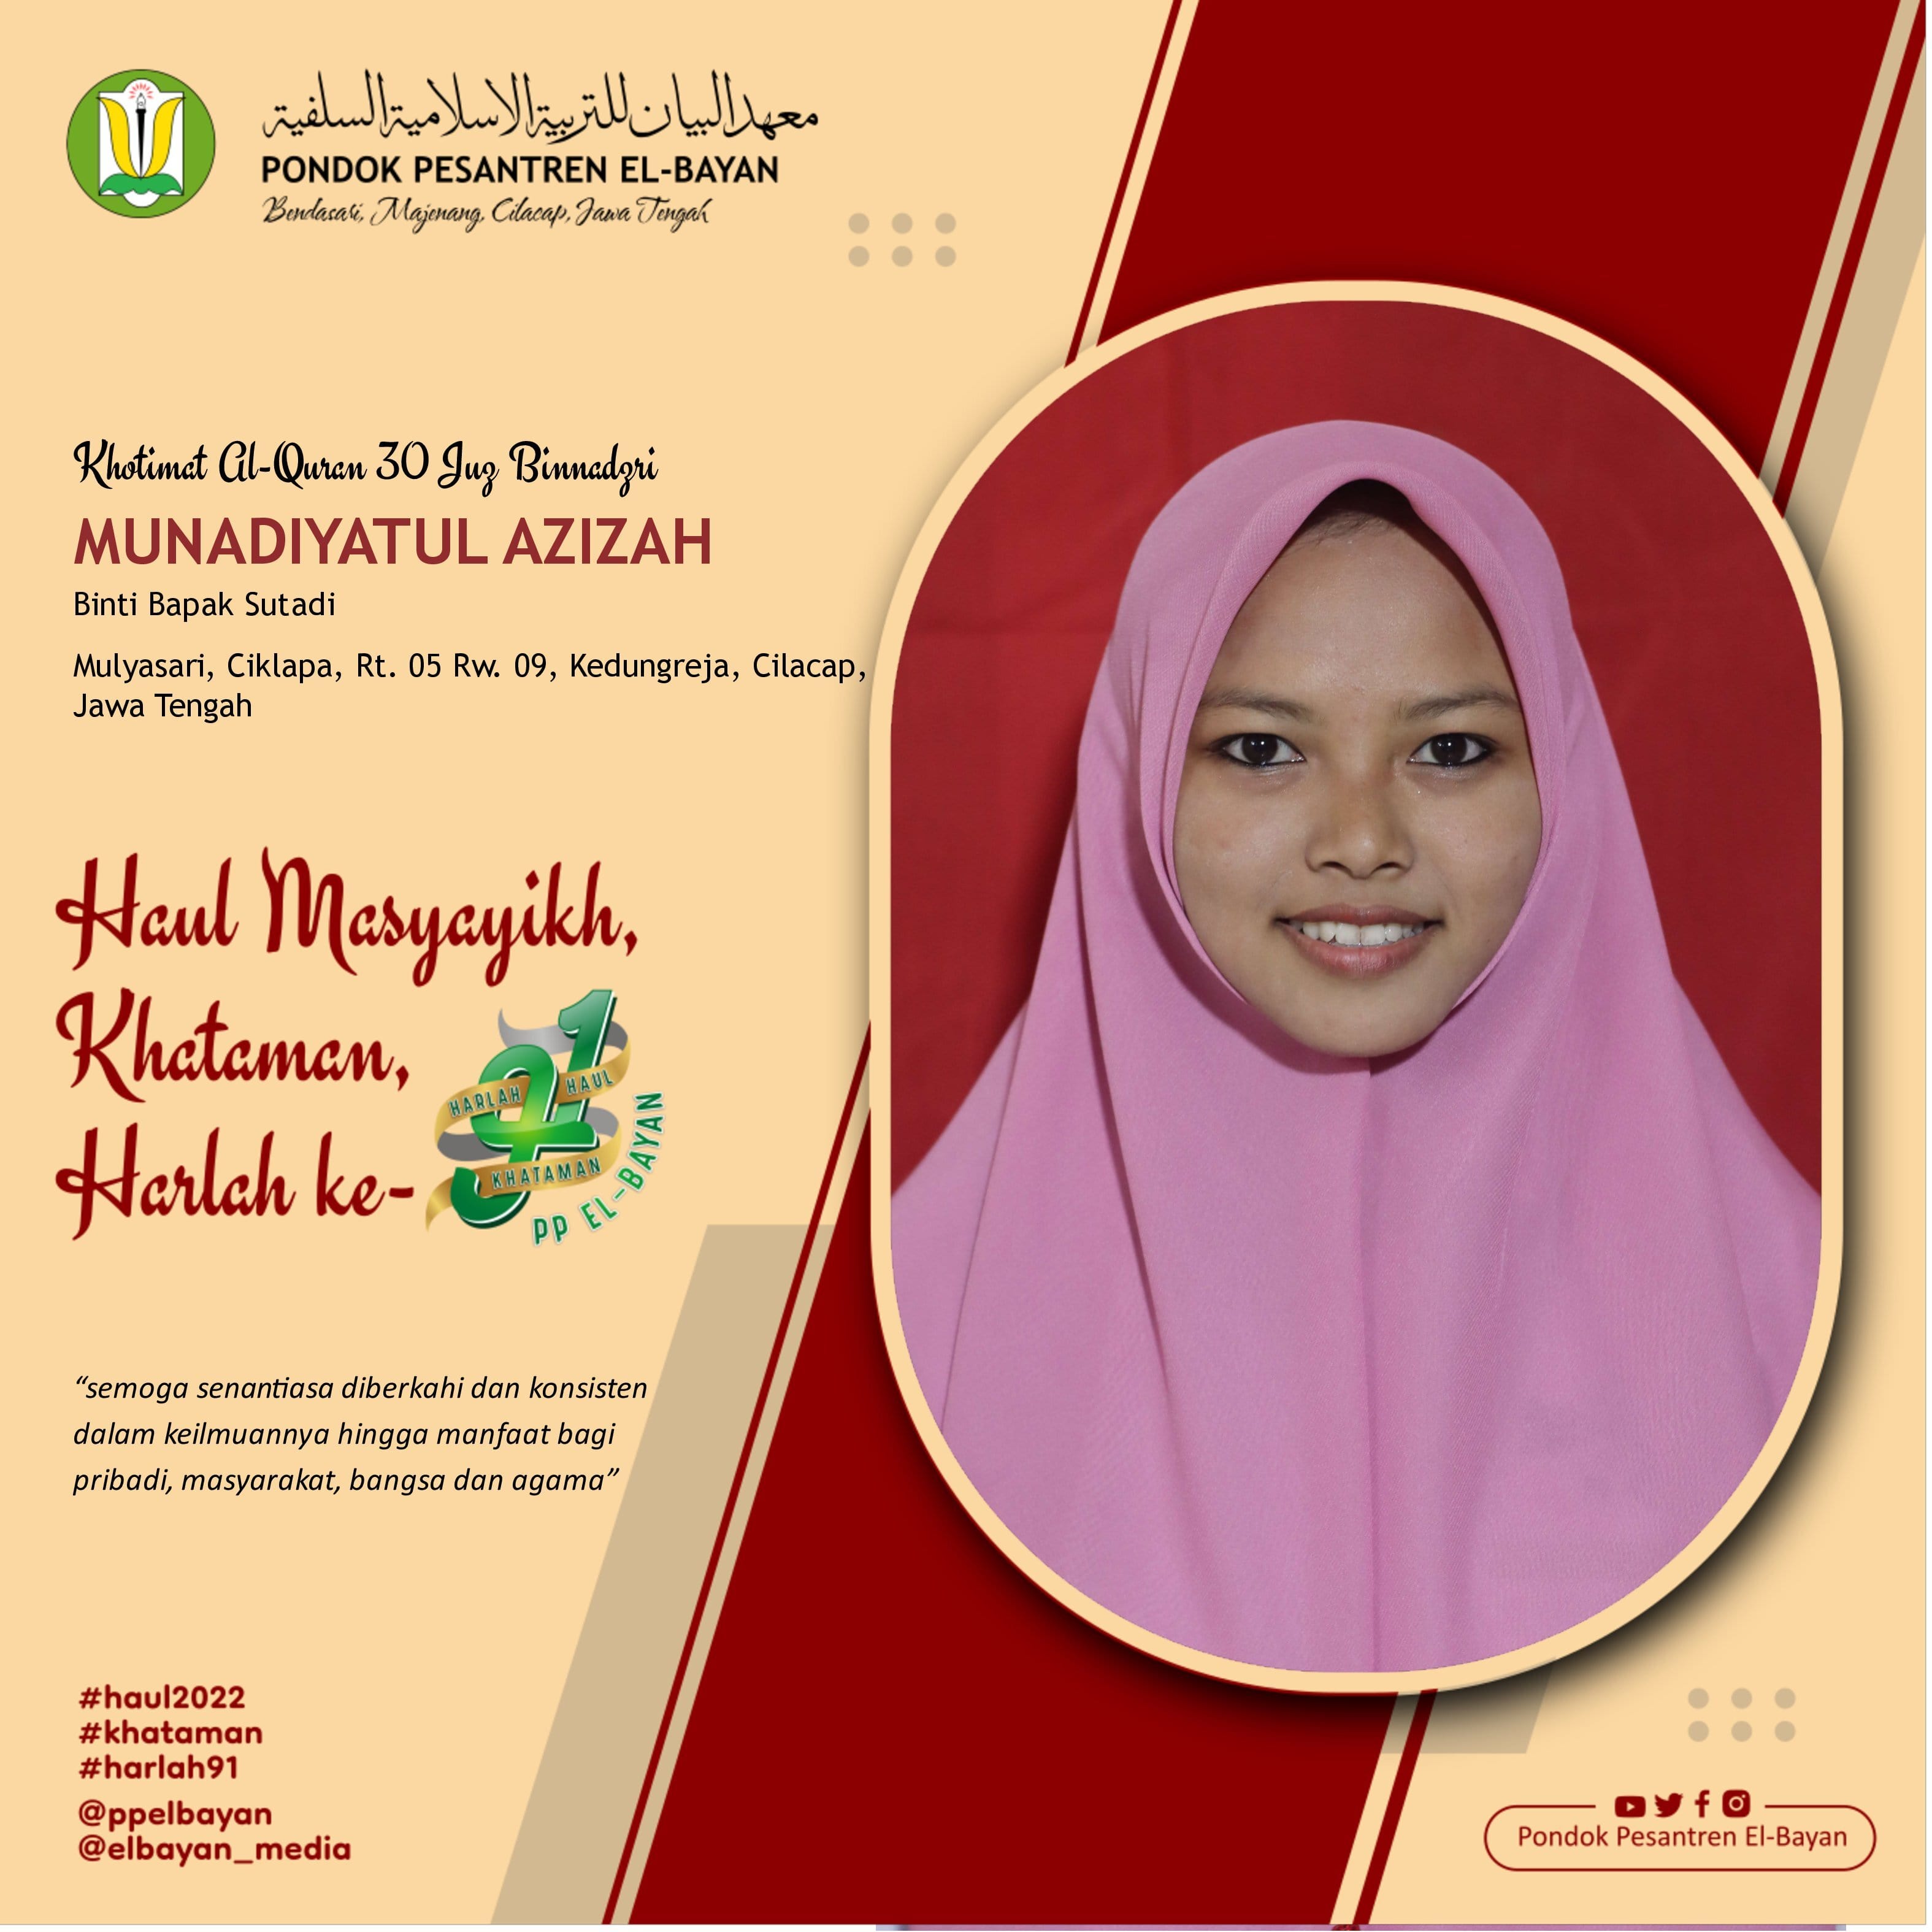 معهد البيان للتربية الاسلامية السلفية
PONDOK PESANTREN EL-BAYAN
Bendasari, Majenang, Cilacap, Jawa Tengah
Khotimat Al-Quran 30 Juz Binnadzri
MUNADIYATUL AZIZAH
Binti Bapak Sutadi
Mulyasari, Ciklapa, Rt. 05 Rw. 09, Kedungreja, Cilacap,
Jawa Tengah
Haul Masyayikh,
Khataman,
Harlah ke-
91
HARLAH HAUL
KHATAMAN
PP EL-BAYAN
“semoga senantiasa diberkahi dan konsisten
dalam keilmuannya hingga manfaat bagi
pribadi, masyarakat, bangsa dan agama”
#haul2022
#khataman
#harlah91
@ppelbayan
@elbayan_media
Pondok Pesantren El-Bayan